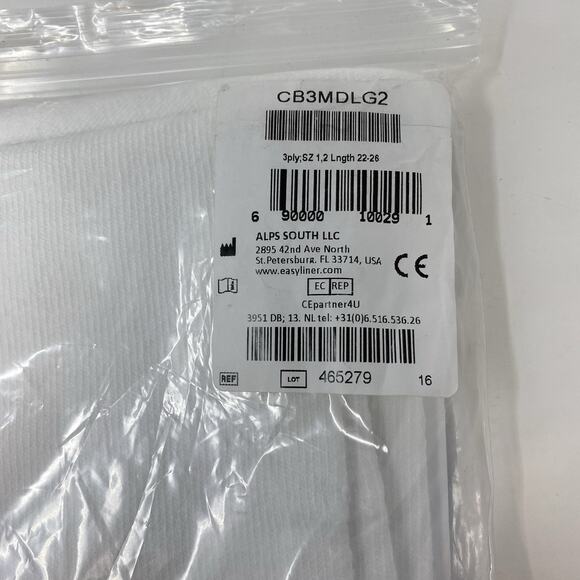 CB3MDLG2
3ply;SZ 1,2 Lngth 22-26
6 90000 10029 1
ALPS SOUTH LLC
2895 42nd Ave North
St.Petersburg, FL 33714, USA
www.easyliner.com
CE
EC REP
CEpartner4U
3951 DB; 13. NL tel: +31(0)6.516.536.26
REF LOT 465279 16